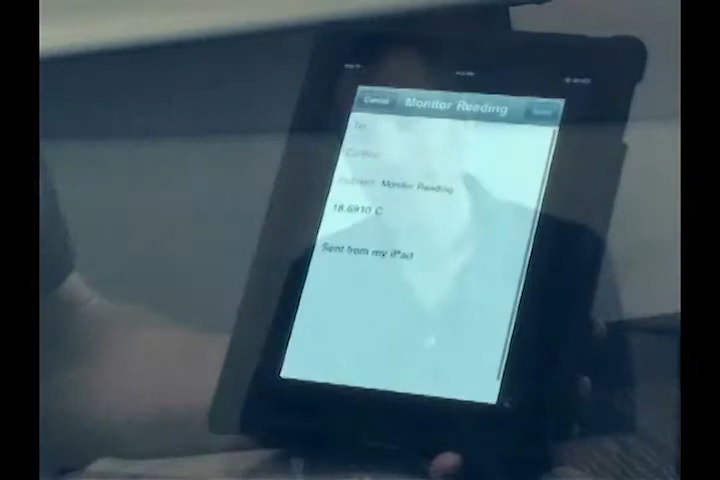 Cancel Monitor Reading Send
To:
Cc/Bcc:
Subject: Monitor Reading
18.6910 C
Sent from my iPad